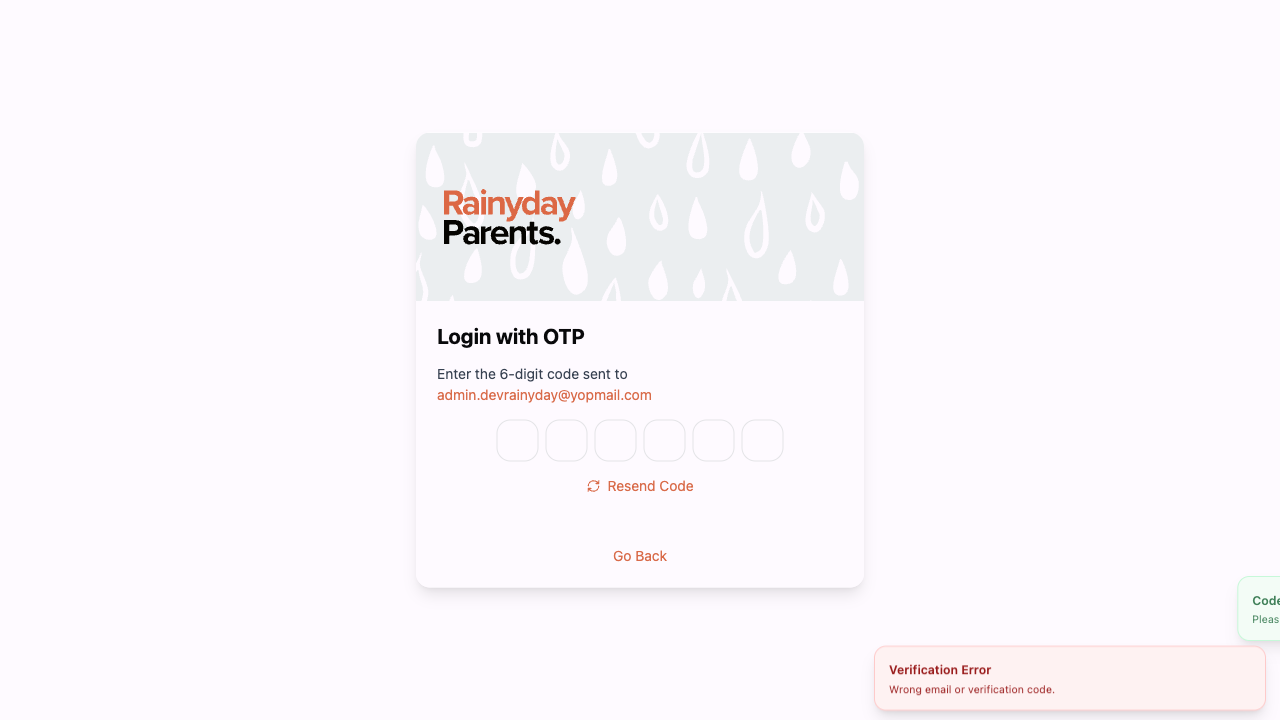 Rainyday
Parents.
Login with OTP
Enter the 6-digit code sent to
admin.devrainyday@yopmail.com
Resend Code
Go Back
Code
Pleas
Verification Error
Wrong email or verification code.